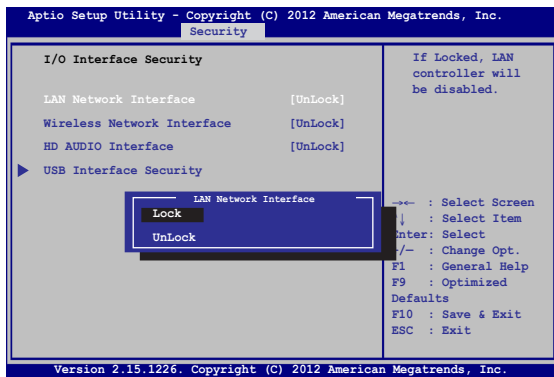 Aptio Setup Utility - Copyright (C) 2012 American Megatrends, Inc.
Security
I/O Interface Security
LAN Network Interface [UnLock]
Wireless Network Interface [UnLock]
HD AUDIO Interface [UnLock]
USB Interface Security
LAN Network Interface
Lock
UnLock
If Locked, LAN
controller will
be disabled.
→← : Select Screen
: Select Item
Enter: Select
/— : Change Opt.
F1 : General Help
F9 : Optimized
Defaults
F10 : Save & Exit
ESC : Exit
Version 2.15.1226. Copyright (C) 2012 American Megatrends, Inc.